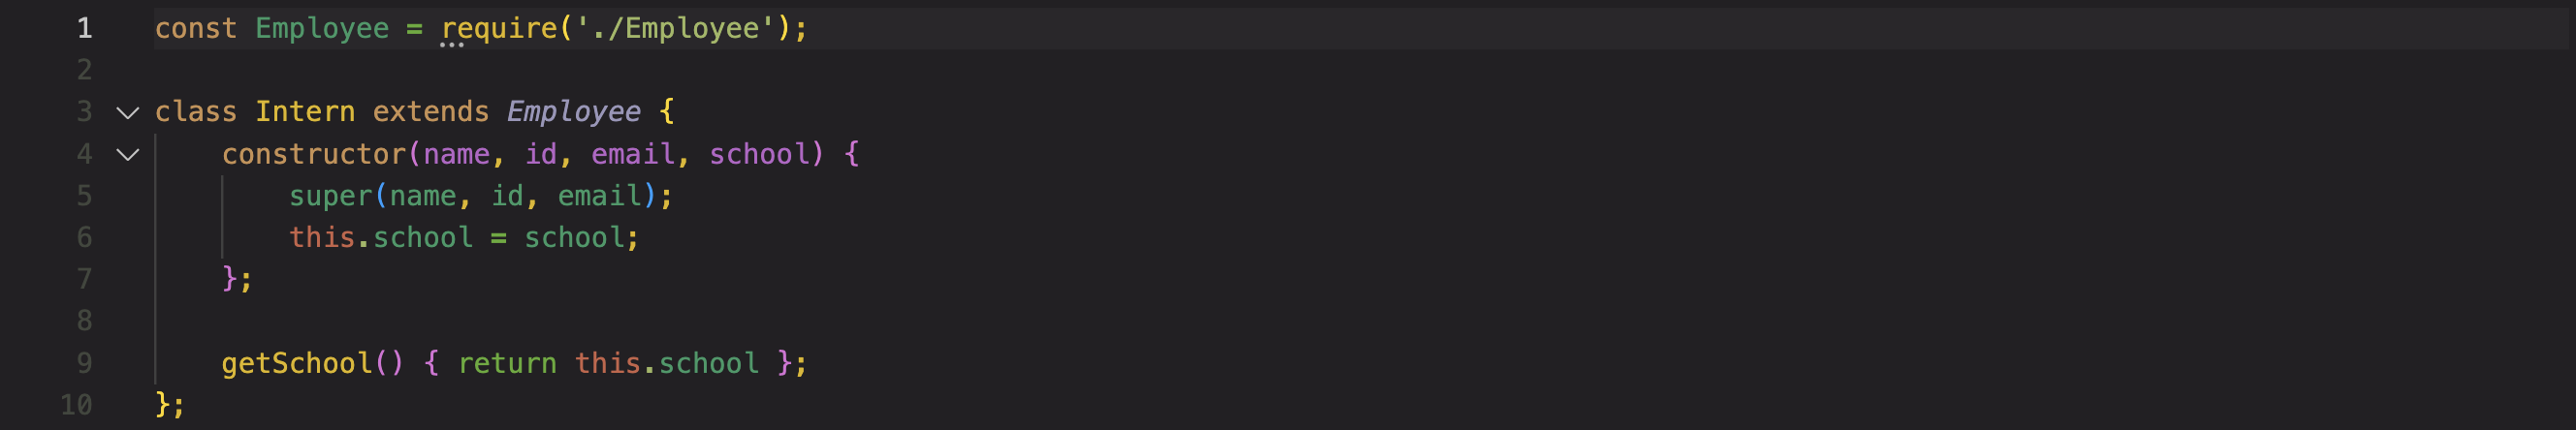 1 const Employee = require('./Employee');
2
3 class Intern extends Employee {
4     constructor(name, id, email, school) {
5         super(name, id, email);
6         this.school = school;
7     };
8
9     getSchool() { return this.school };
10 };